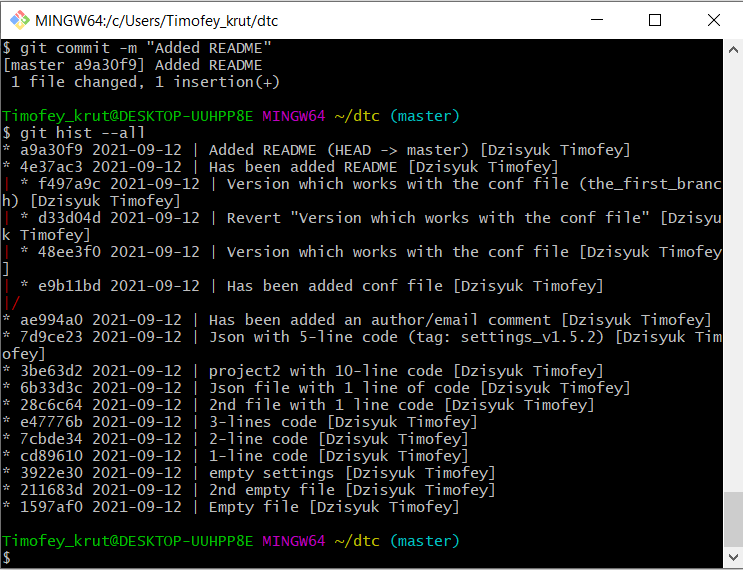 MINGW64:/c/Users/Timofey_krut/dtc
$ git commit -m "Added README"
[master a9a30f9] Added README
 1 file changed, 1 insertion(+)
Timofey_krut@DESKTOP-UUHPP8E MINGW64 ~/dtc (master)
$ git hist --all
* a9a30f9 2021-09-12 | Added README (HEAD -> master) [Dzisyuk Timofey]
* 4e37ac3 2021-09-12 | Has been added README [Dzisyuk Timofey]
| * f497a9c 2021-09-12 | Version which works with the conf file (the_first_branc
h) [Dzisyuk Timofey]
| * d33d04d 2021-09-12 | Revert "Version which works with the conf file" [Dzisyu
k Timofey]
| * 48ee3f0 2021-09-12 | Version which works with the conf file [Dzisyuk Timofey
]
| * e9b11bd 2021-09-12 | Has been added conf file [Dzisyuk Timofey]
|/
* ae994a0 2021-09-12 | Has been added an author/email comment [Dzisyuk Timofey]
* 7d9ce23 2021-09-12 | Json with 5-line code (tag: settings_v1.5.2) [Dzisyuk Tim
ofey]
* 3be63d2 2021-09-12 | project2 with 10-line code [Dzisyuk Timofey]
* 6b33d3c 2021-09-12 | Json file with 1 line of code [Dzisyuk Timofey]
* 28c6c64 2021-09-12 | 2nd file with 1 line code [Dzisyuk Timofey]
* e47776b 2021-09-12 | 3-lines code [Dzisyuk Timofey]
* 7cbde34 2021-09-12 | 2-line code [Dzisyuk Timofey]
* cd89610 2021-09-12 | 1-line code [Dzisyuk Timofey]
* 3922e30 2021-09-12 | empty settings [Dzisyuk Timofey]
* 211683d 2021-09-12 | 2nd empty file [Dzisyuk Timofey]
* 1597af0 2021-09-12 | Empty file [Dzisyuk Timofey]
Timofey_krut@DESKTOP-UUHPP8E MINGW64 ~/dtc (master)
$